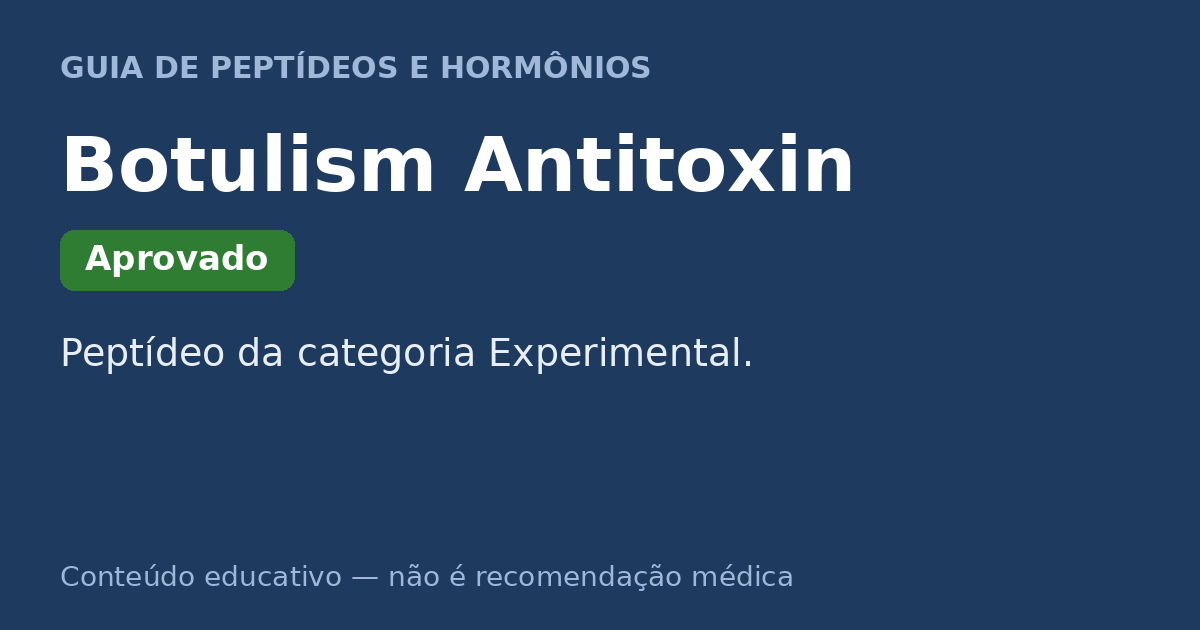 GUIA DE PEPTÍDEOS E HORMÔNIOS
Botulism Antitoxin
Aprovado
Peptídeo da categoria Experimental.
Conteúdo educativo — não é recomendação médica